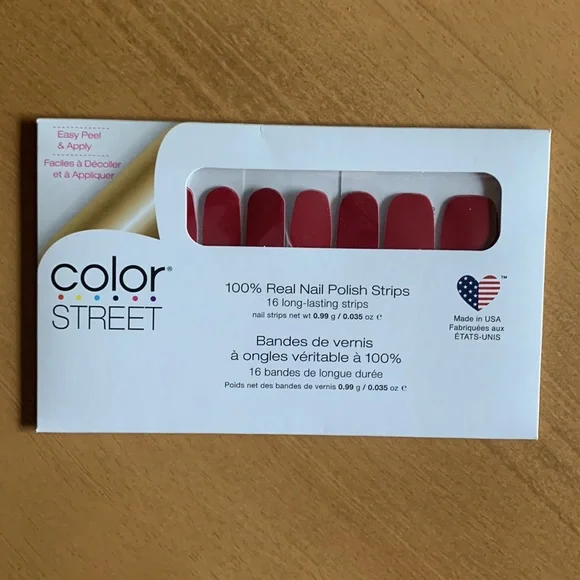 Easy Peel
& Apply
Faciles à Décoller
et à Appliquer
color®
STREET
100% Real Nail Polish Strips
16 long-lasting strips
nail strips net wt 0.99 g / 0.035 oz ℮
Bandes de vernis
à ongles véritable à 100%
16 bandes de longue durée
Poids net des bandes de vernis 0.99 g / 0.035 oz ℮
™
Made in USA
Fabriquées aux
ÉTATS-UNIS